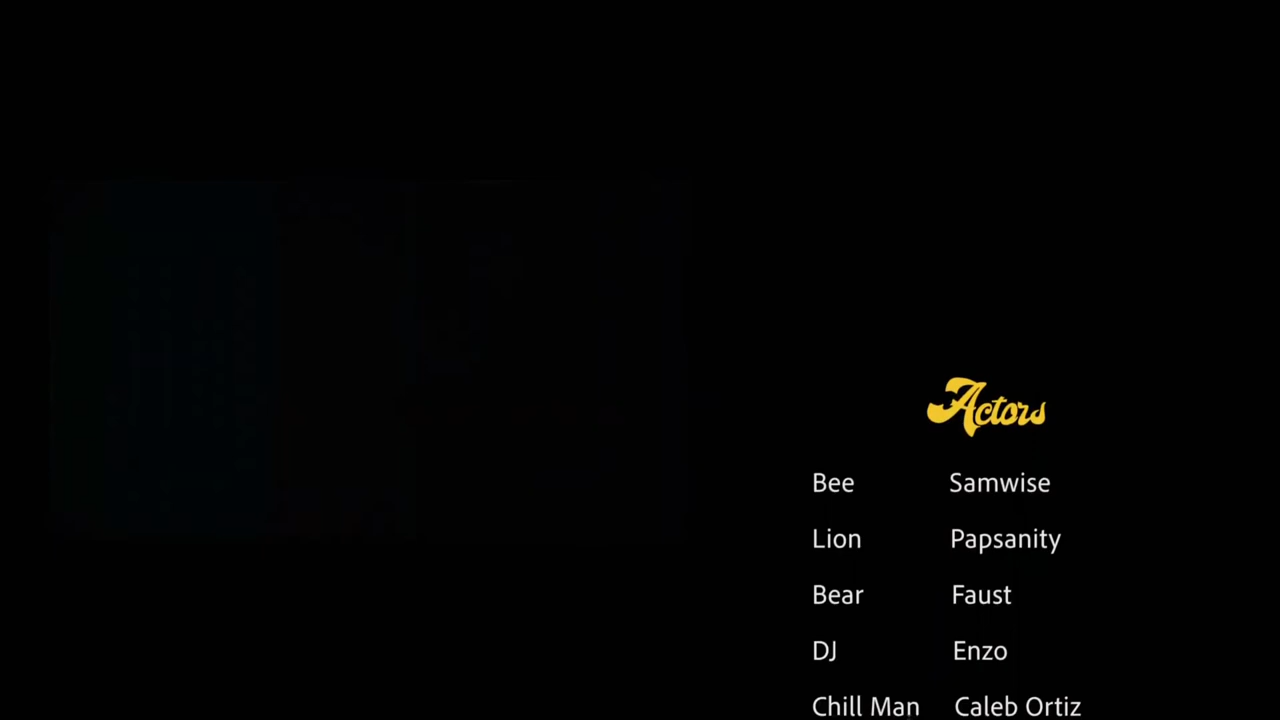 Actors
Bee Samwise
Lion Papsanity
Bear Faust
DJ Enzo
Chill Man Caleb Ortiz